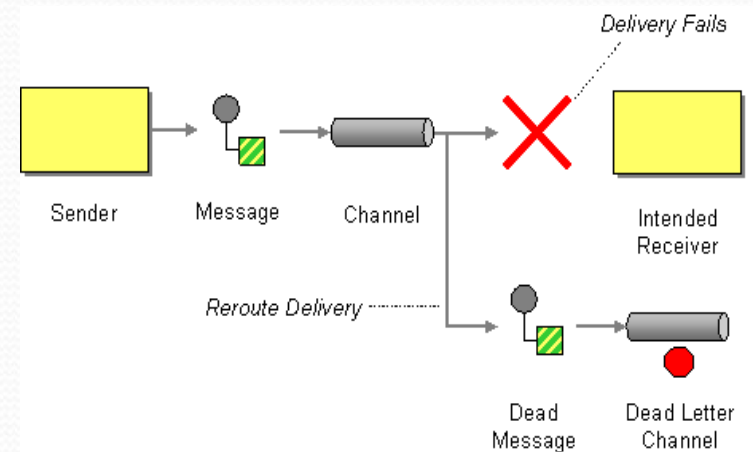 Delivery Fails
Sender
Message
Channel
Intended
Receiver
Reroute Delivery
Dead
Message
Dead Letter
Channel